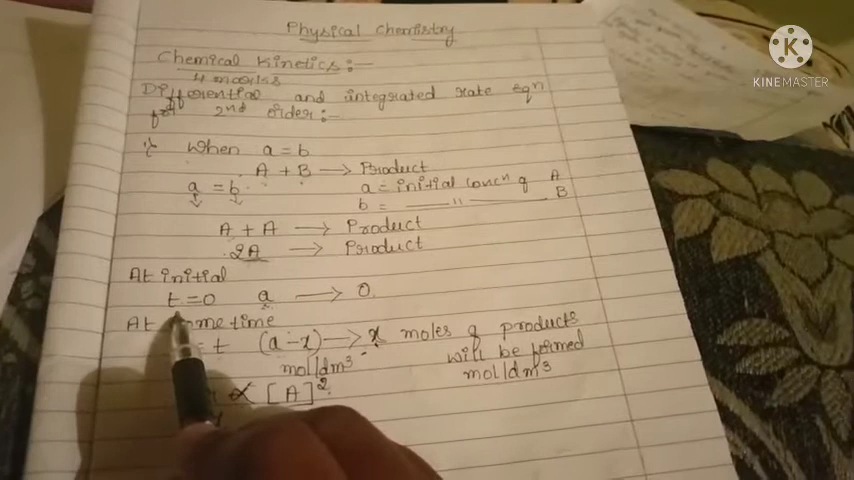 Physical Chemistry
Chemical Kinetics:-
4 marks
Differential and integrated rate eqn
for 2nd order:-
i) When a = b
A + B → Product
a = b
a = initial concn of A
b = —— " —— B
A + A → Product
2A → Product
At initial
t = 0 a → 0
At time
= t (a - x) → x moles of products
mol/dm³ will be formed
mol/dm³
∝ [A]²
K
KINEMASTER